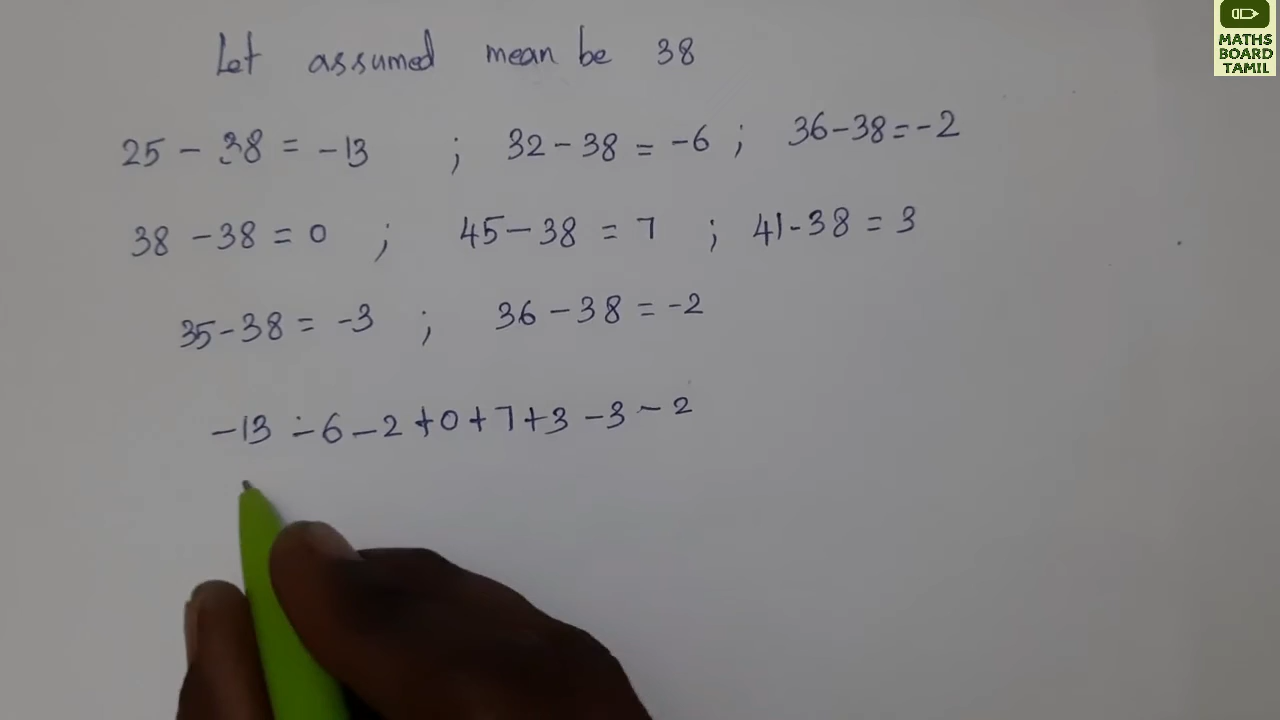 MATHS
BOARD
TAMIL
Let assumed mean be 38
25 - 38 = -13 ; 32 - 38 = -6 ; 36-38 = -2
38 - 38 = 0 ; 45 - 38 = 7 ; 41-38 = 3
35-38 = -3 ; 36 - 38 = -2
-13 - 6 - 2 + 0 + 7 + 3 - 3 - 2